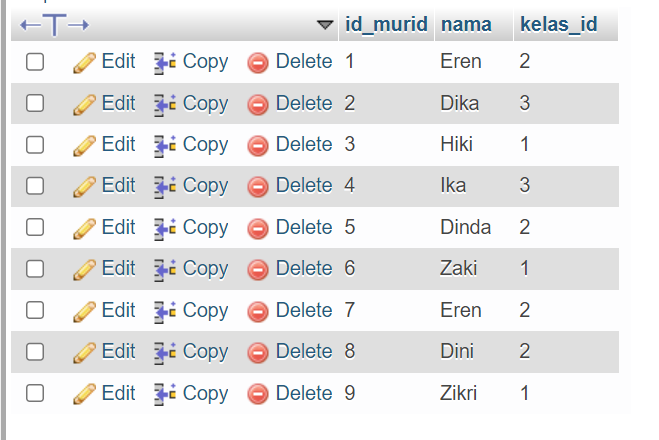 id_murid nama kelas_id
Edit Copy Delete 1 Eren 2
Edit Copy Delete 2 Dika 3
Edit Copy Delete 3 Hiki 1
Edit Copy Delete 4 Ika 3
Edit Copy Delete 5 Dinda 2
Edit Copy Delete 6 Zaki 1
Edit Copy Delete 7 Eren 2
Edit Copy Delete 8 Dini 2
Edit Copy Delete 9 Zikri 1